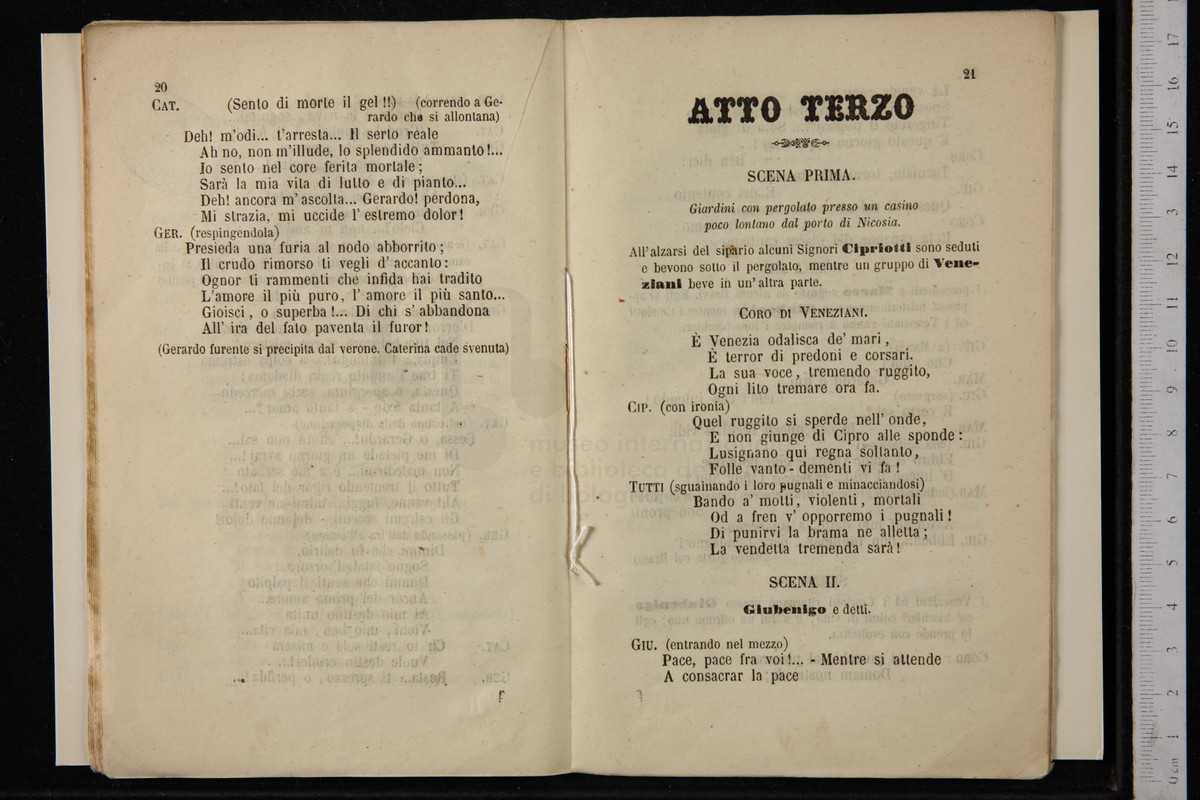 20
CAT. (Sento di morte il gel !!) (correndo a Ge-
rardo che si allontana)
Deh! m'odi... t'arresta... Il serto reale
Ah no, non m'illude, lo splendido ammanto!...
Io sento nel core ferita mortale;
Sarà la mia vita di lutto e di pianto...
Deh! ancora m'ascolta... Gerardo! perdona,
Mi strazia, mi uccide l'estremo dolor!
GER. (respingendola)
Presieda una furia al nodo abborrito;
Il crudo rimorso ti vegli d'accanto:
Ognor ti rammenti che infida hai tradito
L'amore il più puro, l'amore il più santo...
Gioisci, o superba!... Di chi s'abbandona
All' ira del fato paventa il furor!
(Gerardo furente si precipita dal verone. Caterina cade svenuta)
21
ATTO TERZO
SCENA PRIMA.
Giardini con pergolato presso un casino
poco lontano dal porto di Nicosia.
All'alzarsi del sipario alcuni Signori Cipriotti sono seduti
e bevono sotto il pergolato, mentre un gruppo di Vene-
ziani beve in un'altra parte.
CORO DI VENEZIANI.
È Venezia odalisca de' mari,
È terror di predoni e corsari.
La sua voce, tremendo ruggito,
Ogni lito tremare ora fa.
CIP. (con ironia)
Quel ruggito si sperde nell'onde,
E non giunge di Cipro alle sponde:
Lusignano qui regna soltanto,
Folle vanto - dementi vi fa!
TUTTI (sguainando i loro pugnali e minacciandosi)
Bando a' motti, violenti, mortali
Od a fren v'opporremo i pugnali!
Di punirvi la brama ne alletta;
La vendetta tremenda sarà!
SCENA II.
Giubenigo e detti.
GIU. (entrando nel mezzo)
Pace, pace fra voi!... - Mentre si attende
A consacrar la pace